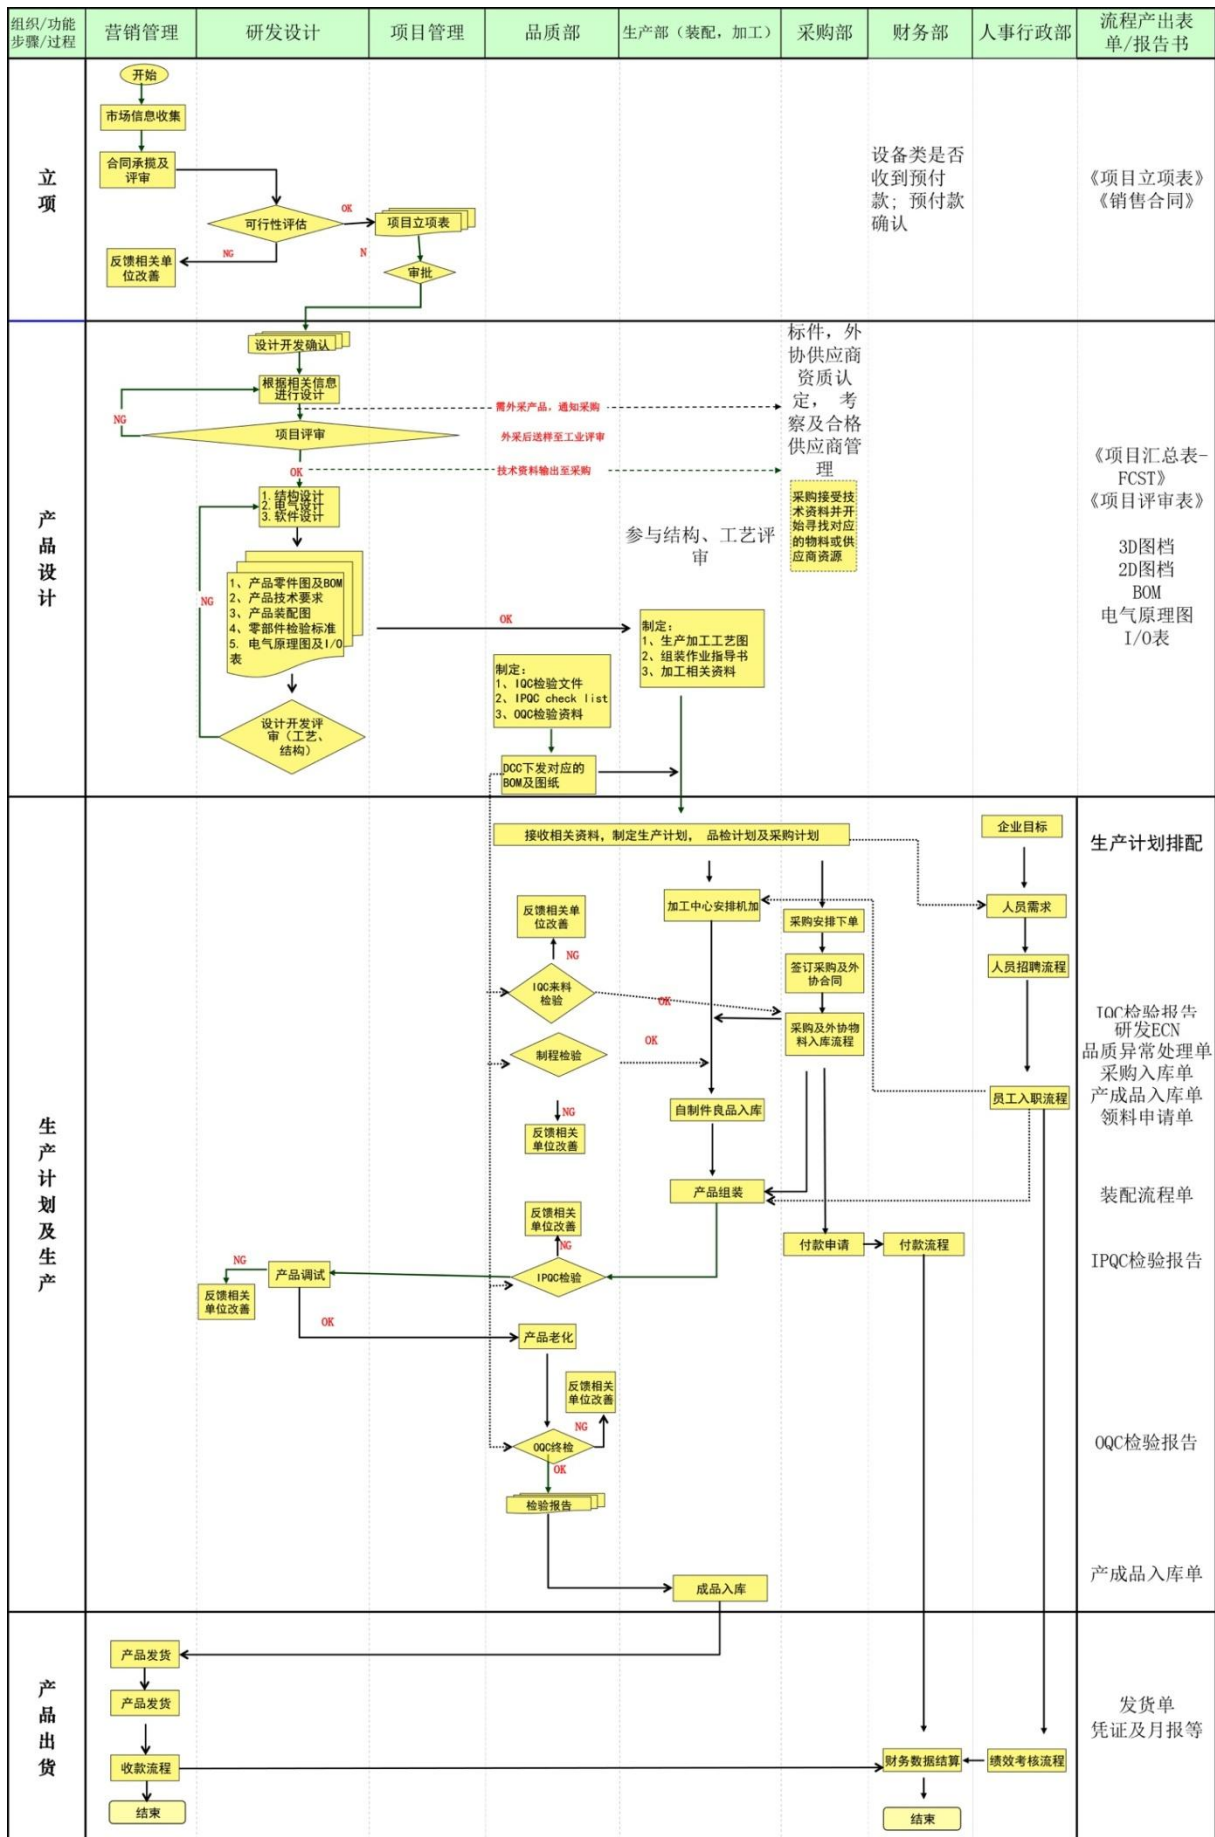 组织/功能
步骤/过程
营销管理
研发设计
项目管理
品质部
生产部（装配，加工）
采购部
财务部
人事行政部
流程产出表
单/报告书
立
项
开始
市场信息收集
合同承揽及
评审
可行性评估
OK
项目立项表
NG
N
反馈相关单
位改善
审批
设备类是否
收到预付
款；预付款
确认
《项目立项表》
《销售合同》
产
品
设
计
设计开发确认
根据相关信息
进行设计
NG
项目评审
OK
需外采产品，通知采购
外采后送样至工业评审
技术资料输出至采购
标件，外
协供应商
资质认
定， 考
察及合格
供应商管
理
采购接受技
术资料并开
始寻找对应
的物料或供
应商资源
1.结构设计
2.电气设计
3.软件设计
参与结构、工艺评
审
1、产品零件图及BOM
2、产品技术要求
3、产品装配图
4、零部件检验标准
5. 电气原理图及I/O
表
NG
OK
制定：
1、生产加工工艺图
2、组装作业指导书
3、加工相关资料
制定：
1、IQC检验文件
2、IPQC check list
3、OQC检验资料
设计开发评
审（工艺、
结构）
DCC下发对应的
BOM及图纸
《项目汇总表-
FCST》
《项目评审表》
3D图档
2D图档
BOM
电气原理图
I/O表
生
产
计
划
及
生
产
接收相关资料，制定生产计划， 品检计划及采购计划
企业目标
生产计划排配
反馈相关单
位改善
NG
加工中心安排机加
采购安排下单
人员需求
IQC来料
检验
OK
签订采购及外
协合同
人员招聘流程
制程检验
OK
采购及外协物
料入库流程
NG
反馈相关
单位改善
自制件良品入库
员工入职流程
IQC检验报告
研发ECN
品质异常处理单
采购入库单
产成品入库单
领料申请单
产品组装
装配流程单
反馈相关
单位改善
NG
付款申请
付款流程
IPQC检验
IPQC检验报告
NG
产品调试
反馈相关
单位改善
OK
产品老化
反馈相关
单位改善
NG
OQC终检
OK
OQC检验报告
检验报告
成品入库
产成品入库单
产
品
出
货
产品发货
产品发货
收款流程
结束
财务数据结算
绩效考核流程
结束
发货单
凭证及月报等